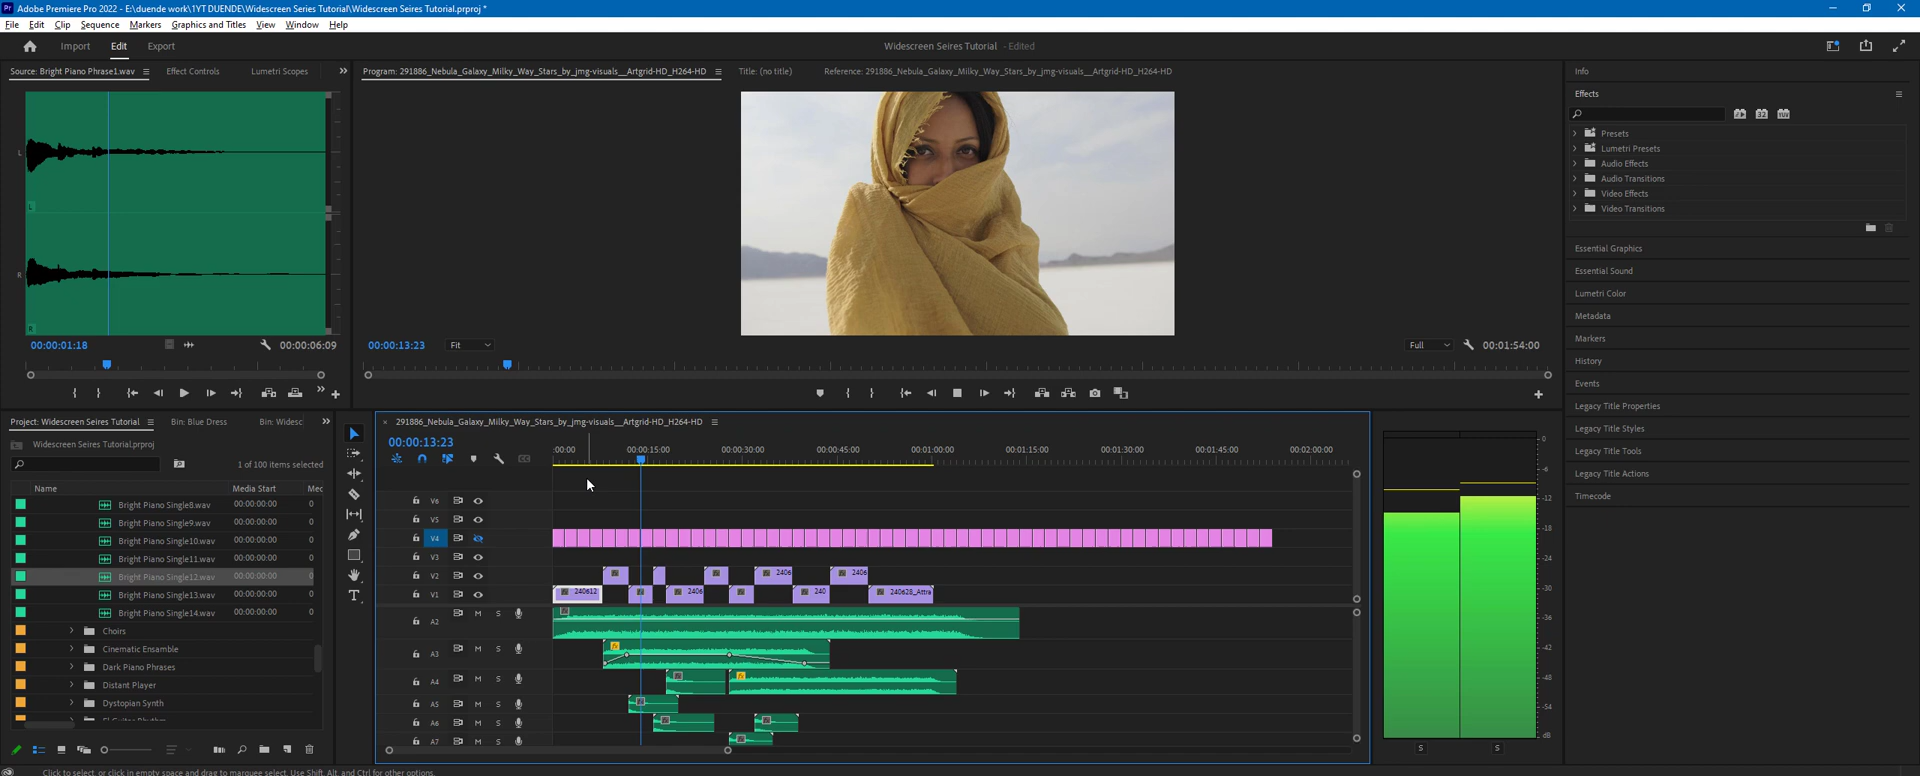 Adobe Premiere Pro 2022 - E:\duende work\1YT DUENDE\Widescreen Series Tutorial\Widescreen Seires Tutorial.prproj *
File Edit Clip Sequence Markers Graphics and Titles View Window Help
Import Edit Export
Widescreen Seires Tutorial - Edited
Source: Bright Piano Phrase1.wav Effect Controls Lumetri Scopes
Program: 291886_Nebula_Galaxy_Milky_Way_Stars_by_jmg-visuals__Artgrid-HD_H264-HD Title: (no title) Reference: 291886_Nebula_Galaxy_Milky_Way_Stars_by_jmg-visuals__Artgrid-HD_H264-HD
L
L
R
R
00:00:01:18 00:00:06:09
00:00:13:23 Fit Full 00:01:54:00
Info
Effects
Presets
Lumetri Presets
Audio Effects
Audio Transitions
Video Effects
Video Transitions
Essential Graphics
Essential Sound
Lumetri Color
Metadata
Markers
History
Events
Legacy Title Properties
Legacy Title Styles
Legacy Title Tools
Legacy Title Actions
Timecode
Project: Widescreen Seires Tutorial Bin: Blue Dress Bin: Widesc
Widescreen Seires Tutorial.prproj
1 of 100 items selected
Name Media Start Mec
Bright Piano Single8.wav 00:00:00:00 0
Bright Piano Single9.wav 00:00:00:00 0
Bright Piano Single10.wav 00:00:00:00 0
Bright Piano Single11.wav 00:00:00:00 0
Bright Piano Single12.wav 00:00:00:00 0
Bright Piano Single13.wav 00:00:00:00 0
Bright Piano Single14.wav 00:00:00:00 0
Choirs
Cinematic Ensemble
Dark Piano Phrases
Distant Player
Dystopian Synth
291886_Nebula_Galaxy_Milky_Way_Stars_by_jmg-visuals__Artgrid-HD_H264-HD
00:00:13:23
:00:00 00:00:15:00 00:00:30:00 00:00:45:00 00:01:00:00 00:01:15:00 00:01:30:00 00:01:45:00 00:02:00:00
V6
V5
V4
V3
V2 2406 2406
V1 240612 2406 240 240628_Attra
A2 M S
A3 M S
A4 M S
A5 M S
A6 M S
A7 M S
0
-6
-12
-18
-24
-30
-36
-42
-48
-54
dB
S S
Click to select, or click in empty space and drag to marquee select. Use Shift, Alt, and Ctrl for other options.